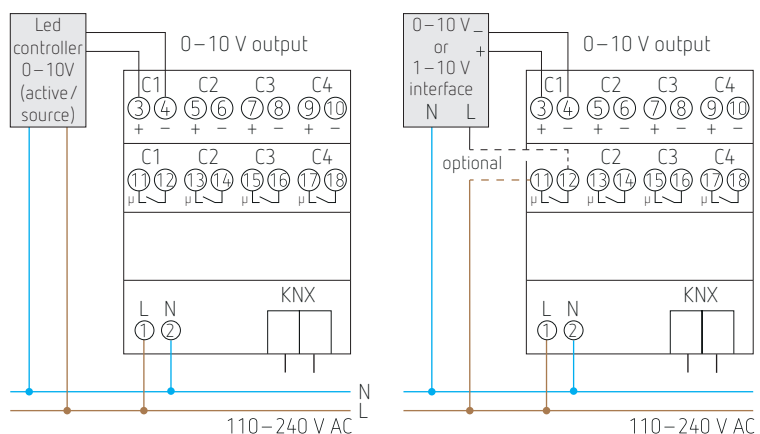 Led
controller
0–10V
(active/
source)
0–10 V output
C1 C2 C3 C4
3 4 5 6 7 8 9 10
+ – + – + – + –
C1 C2 C3 C4
11 12 13 14 15 16 17 18
µ µ µ µ
KNX
L N
1 2
N
L
110–240 V AC
0–10 V –
or +
1–10 V
interface
N L
0–10 V output
C1 C2 C3 C4
3 4 5 6 7 8 9 10
+ – + – + – + –
optional
C2 C3 C4
11 12 13 14 15 16 17 18
µ µ µ µ
KNX
L N
1 2
110–240 V AC